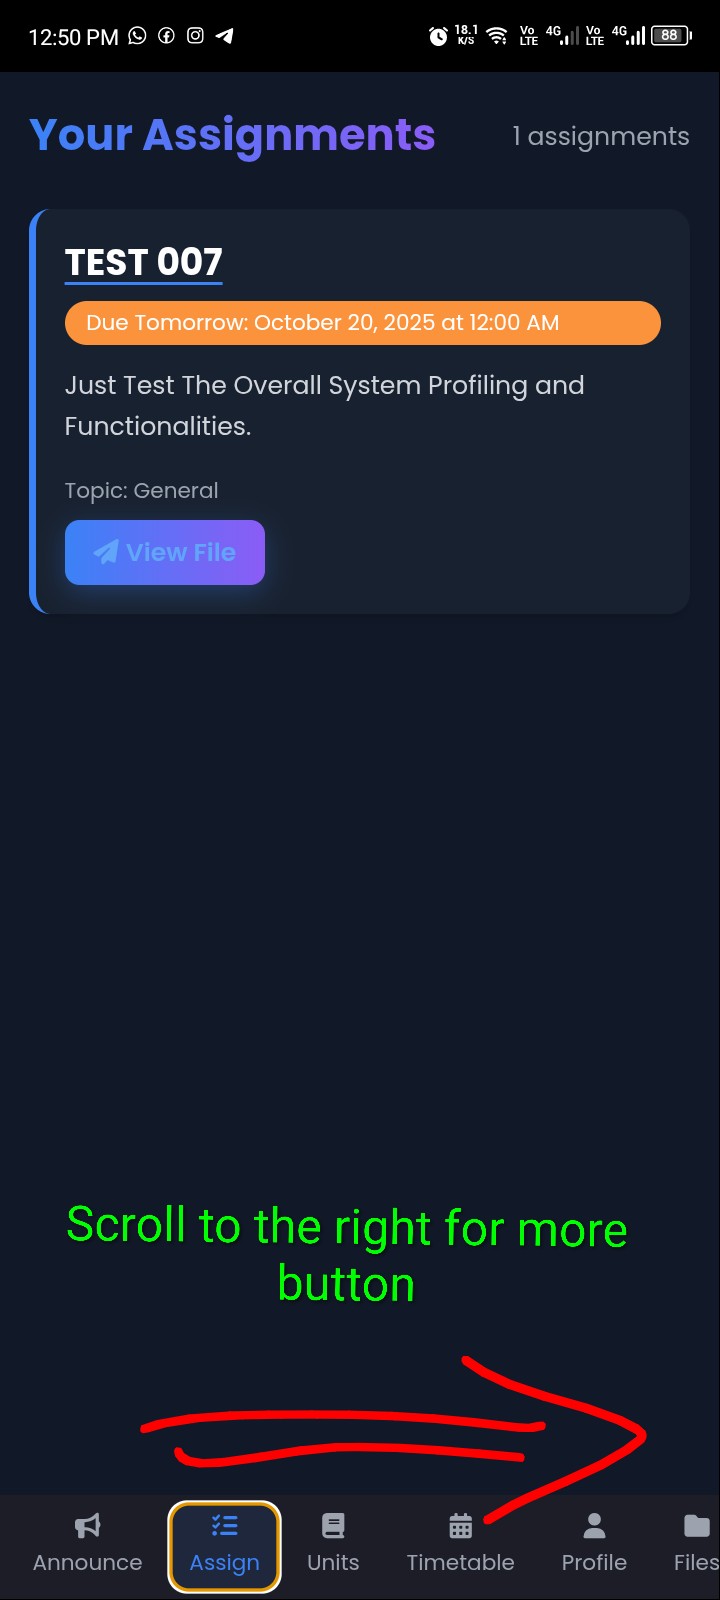 12:50 PM
18.1
K/S
Vo
LTE
4G
Vo
LTE
4G
88
Your Assignments
1 assignments
TEST 007
Due Tomorrow: October 20, 2025 at 12:00 AM
Just Test The Overall System Profiling and
Functionalities.
Topic: General
View File
Scroll to the right for more
button
Announce
Assign
Units
Timetable
Profile
Files